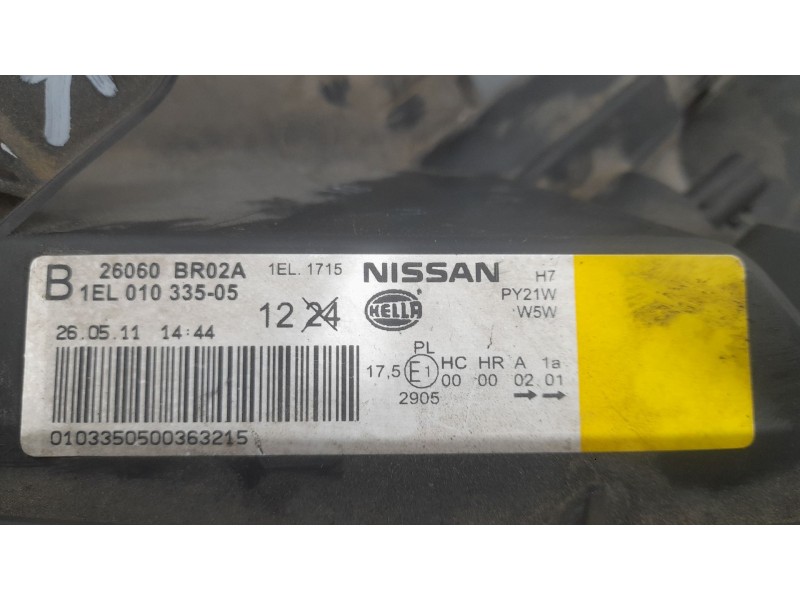 B 26060 BR02A 1EL. 1715 NISSAN H7
1EL 010 335-05 12 24 HELLA PY21W
W5W
26.05.11 14:44
PL
17,5 E1 HC HR A 1a
00 00 02 01
2905
0103350500363215